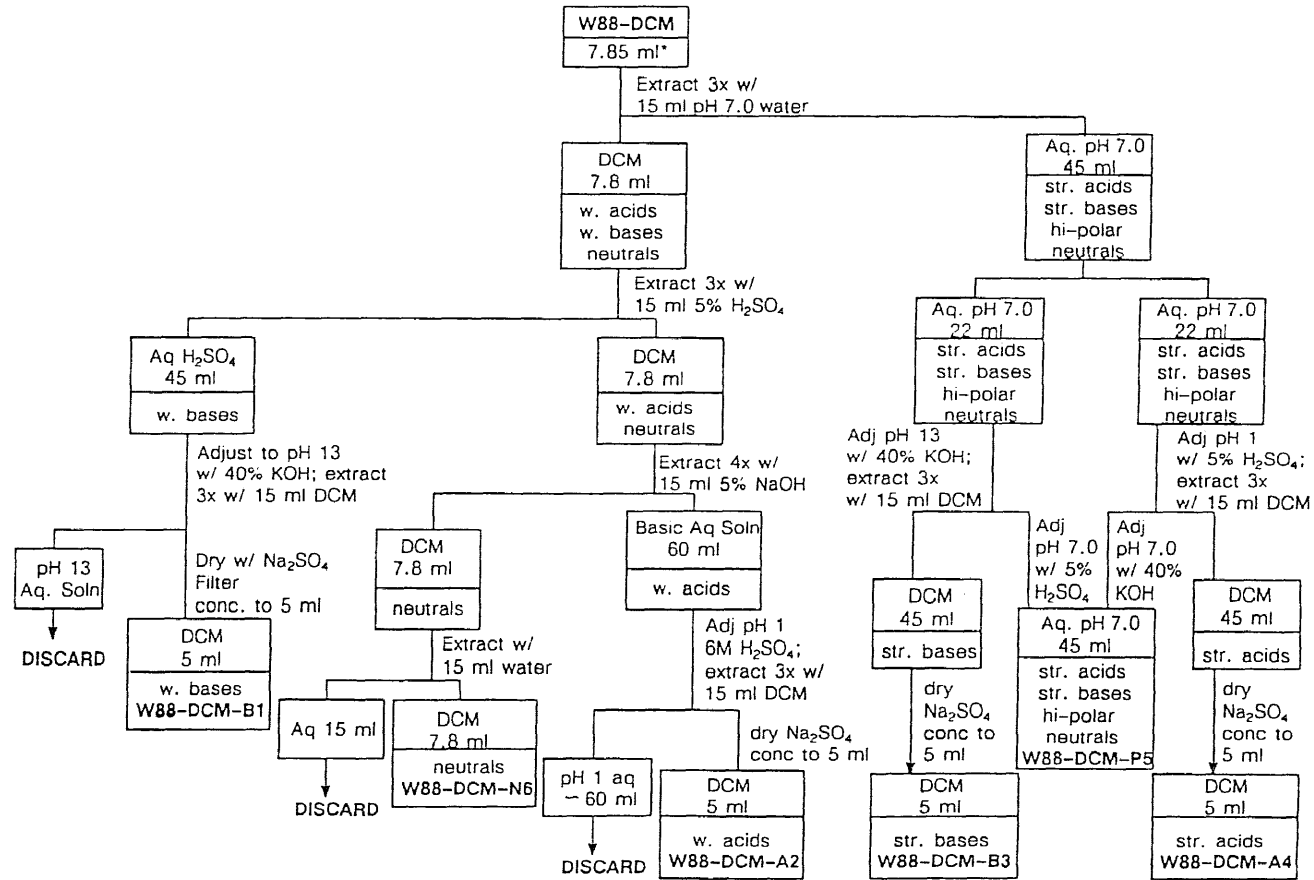 W88-DCM
7.85 ml*
Extract 3x w/
15 ml pH 7.0 water
DCM
7.8 ml
w. acids
w. bases
neutrals
Aq. pH 7.0
45 ml
str. acids
str. bases
hi-polar
neutrals
Extract 3x w/
15 ml 5% H₂SO₄
Aq H₂SO₄
45 ml
w. bases
DCM
7.8 ml
w. acids
neutrals
Aq. pH 7.0
22 ml
str. acids
str. bases
hi-polar
neutrals
Aq. pH 7.0
22 ml
str. acids
str. bases
hi-polar
neutrals
Adjust to pH 13
w/ 40% KOH; extract
3x w/ 15 ml DCM
Extract 4x w/
15 ml 5% NaOH
Adj pH 13
w/ 40% KOH;
extract 3x
w/ 15 ml DCM
Adj pH 1
w/ 5% H₂SO₄;
extract 3x
w/ 15 ml DCM
pH 13
Aq. Soln
DISCARD
Dry w/ Na₂SO₄
Filter
conc. to 5 ml
DCM
5 ml
w. bases
W88-DCM-B1
DCM
7.8 ml
neutrals
Basic Aq Soln
60 ml
w. acids
Extract w/
15 ml water
Adj pH 1
6M H₂SO₄;
extract 3x w/
15 ml DCM
Aq 15 ml
DISCARD
DCM
7.8 ml
neutrals
W88-DCM-N6
pH 1 aq
~ 60 ml
DISCARD
dry Na₂SO₄
conc to 5 ml
DCM
5 ml
w. acids
W88-DCM-A2
DCM
45 ml
str. bases
Adj
pH 7.0
w/ 5%
H₂SO₄
Adj
pH 7.0
w/ 40%
KOH
DCM
45 ml
str. acids
Aq. pH 7.0
45 ml
str. acids
str. bases
hi-polar
neutrals
W88-DCM-P5
dry
Na₂SO₄
conc to
5 ml
dry
Na₂SO₄
conc to
5 ml
DCM
5 ml
str. bases
W88-DCM-B3
DCM
5 ml
str. acids
W88-DCM-A4